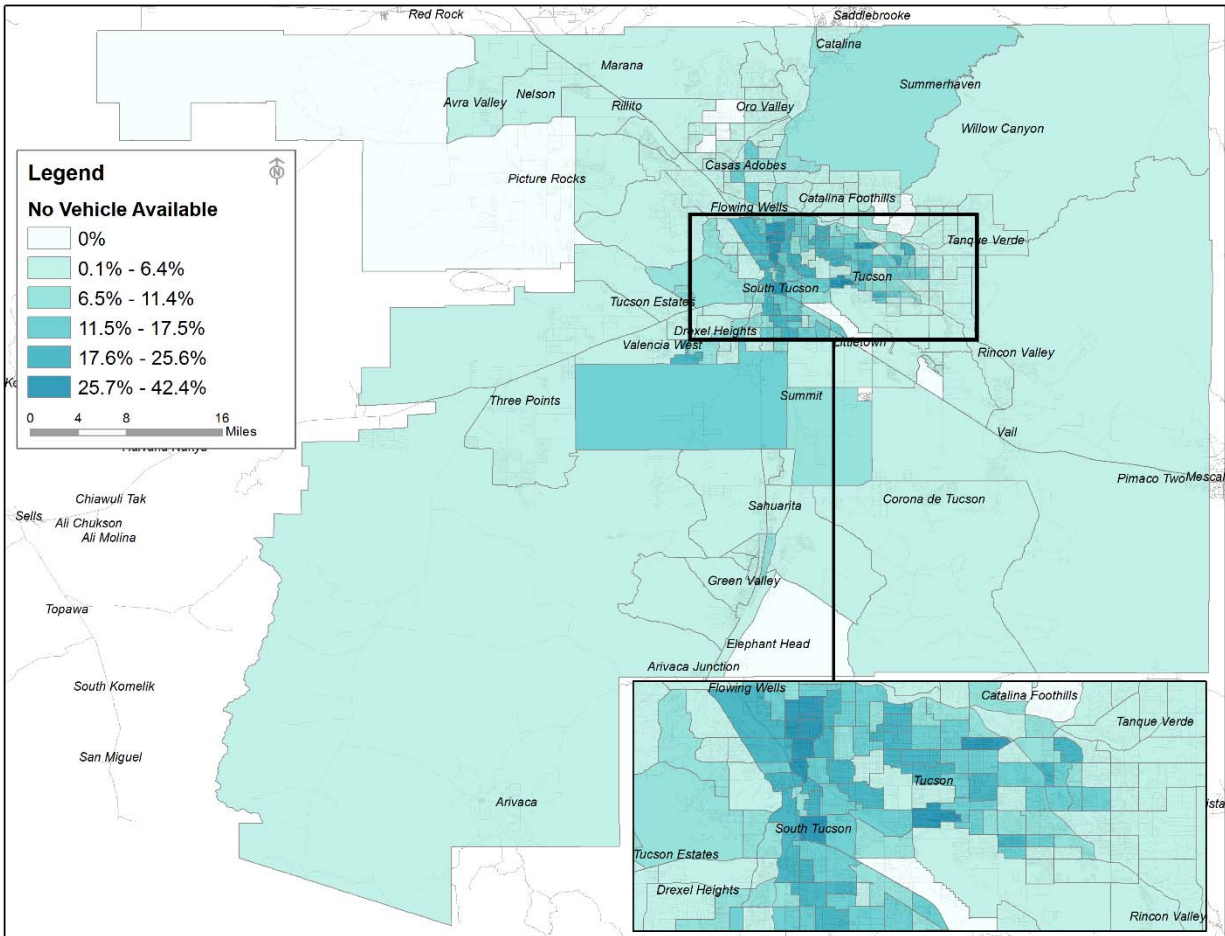 Red Rock
Saddlebrooke
Catalina
Marana
Summerhaven
Avra Valley
Nelson
Rillito
Oro Valley
Willow Canyon
Legend
N
No Vehicle Available
0%
0.1% - 6.4%
6.5% - 11.4%
11.5% - 17.5%
17.6% - 25.6%
25.7% - 42.4%
0 4 8 16
Miles
Casas Adobes
Picture Rocks
Catalina Foothills
Flowing Wells
Tanque Verde
Tucson
South Tucson
Tucson Estates
Drexel Heights
Valencia West
Littletown
Rincon Valley
Three Points
Summit
Vail
Chiawuli Tak
Pimaco Two
Mescal
Sells
Ali Chukson
Ali Molina
Corona de Tucson
Sahuarita
Green Valley
Topawa
Elephant Head
Arivaca Junction
South Komelik
San Miguel
Arivaca
Flowing Wells
Catalina Foothills
Tanque Verde
Tucson
South Tucson
Tucson Estates
Drexel Heights
Rincon Valley